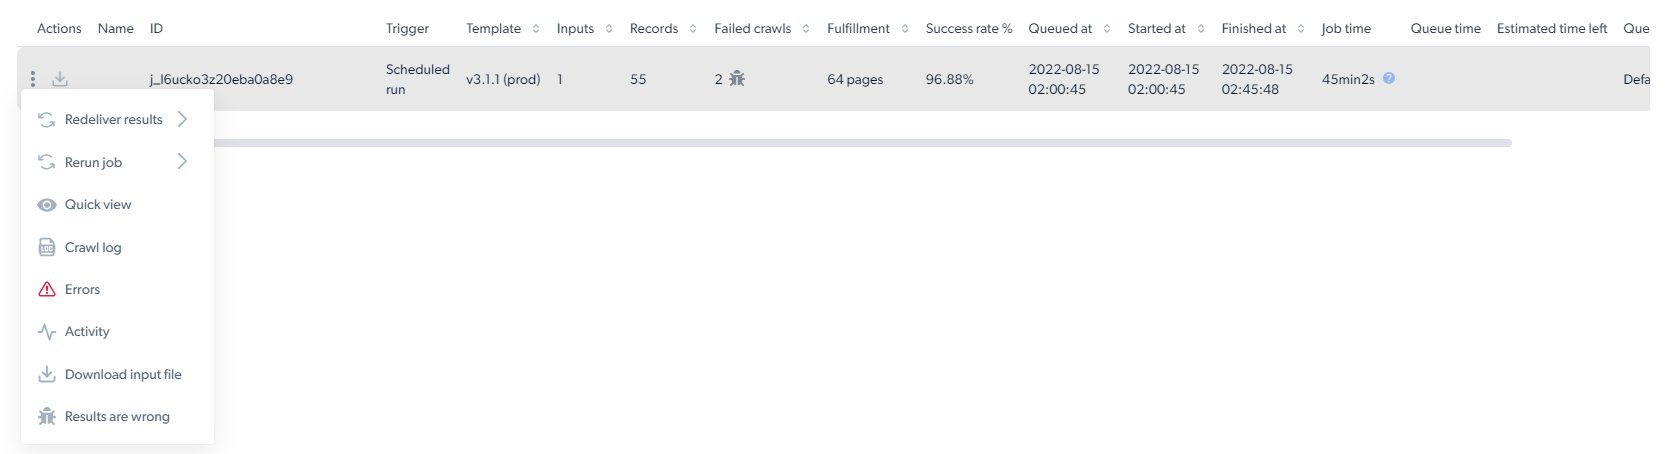 Actions Name ID Trigger Template Inputs Records Failed crawls Fulfillment Success rate % Queued at Started at Finished at Job time Queue time Estimated time left Que
j_l6ucko3z20eba0a8e9 Scheduled run v3.1.1 (prod) 1 55 2 64 pages 96.88% 2022-08-15 02:00:45 2022-08-15 02:00:45 2022-08-15 02:45:48 45min2s ? Defa
Redeliver results
Rerun job
Quick view
LOG Crawl log
Errors
Activity
Download input file
Results are wrong